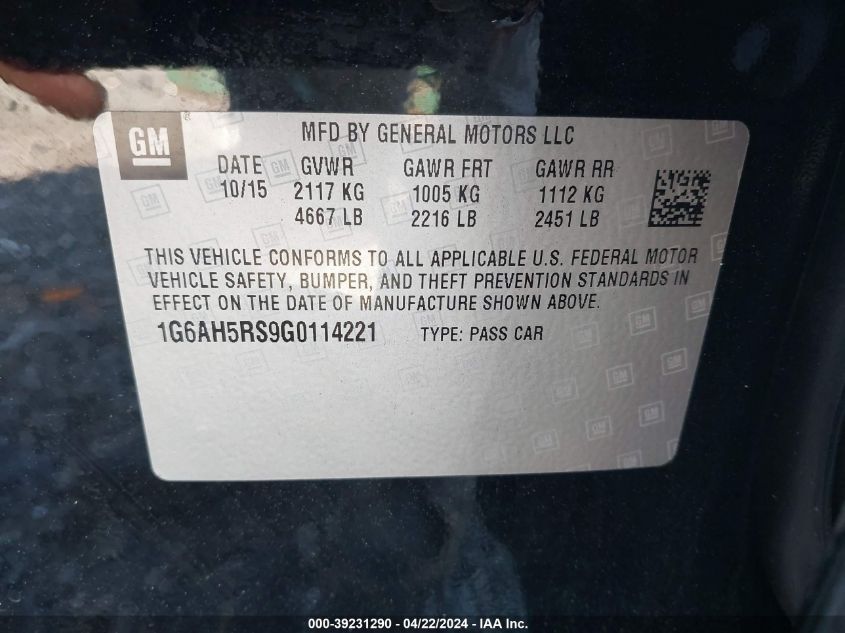 GM
MFD BY GENERAL MOTORS LLC
DATE GVWR GAWR FRT GAWR RR
10/15 2117 KG 1005 KG 1112 KG
4667 LB 2216 LB 2451 LB
THIS VEHICLE CONFORMS TO ALL APPLICABLE U.S. FEDERAL MOTOR
VEHICLE SAFETY, BUMPER, AND THEFT PREVENTION STANDARDS IN
EFFECT ON THE DATE OF MANUFACTURE SHOWN ABOVE.
1G6AH5RS9G0114221 TYPE: PASS CAR
000-39231290 - 04/22/2024 - IAA Inc.